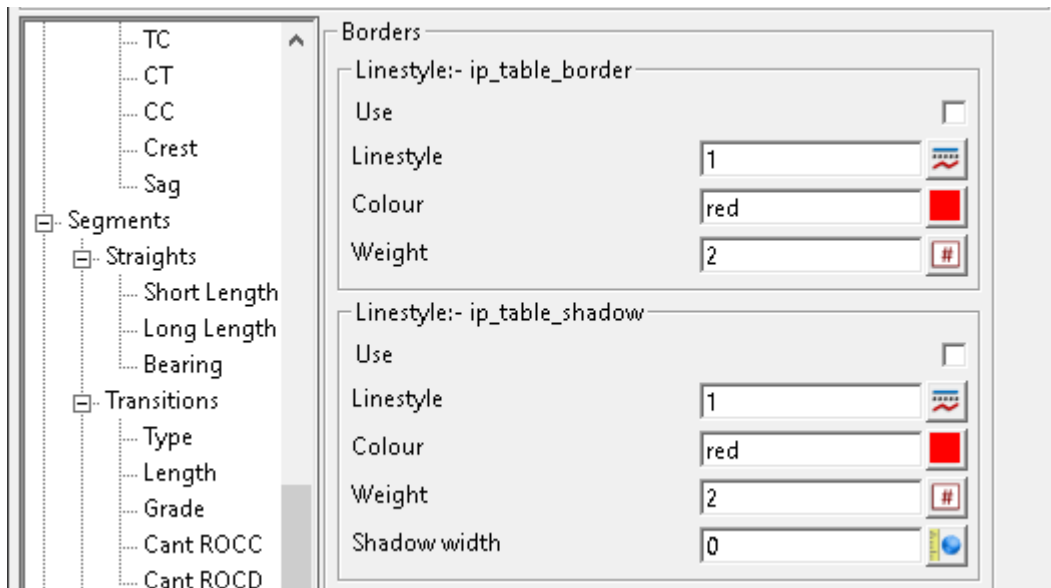 TC
CT
CC
Crest
Sag
Segments
Straights
Short Length
Long Length
Bearing
Transitions
Type
Length
Grade
Cant ROCC
Cant ROCD
Borders
Linestyle:- ip_table_border
Use
Linestyle 1
Colour red
Weight 2 #
Linestyle:- ip_table_shadow
Use
Linestyle 1
Colour red
Weight 2 #
Shadow width 0